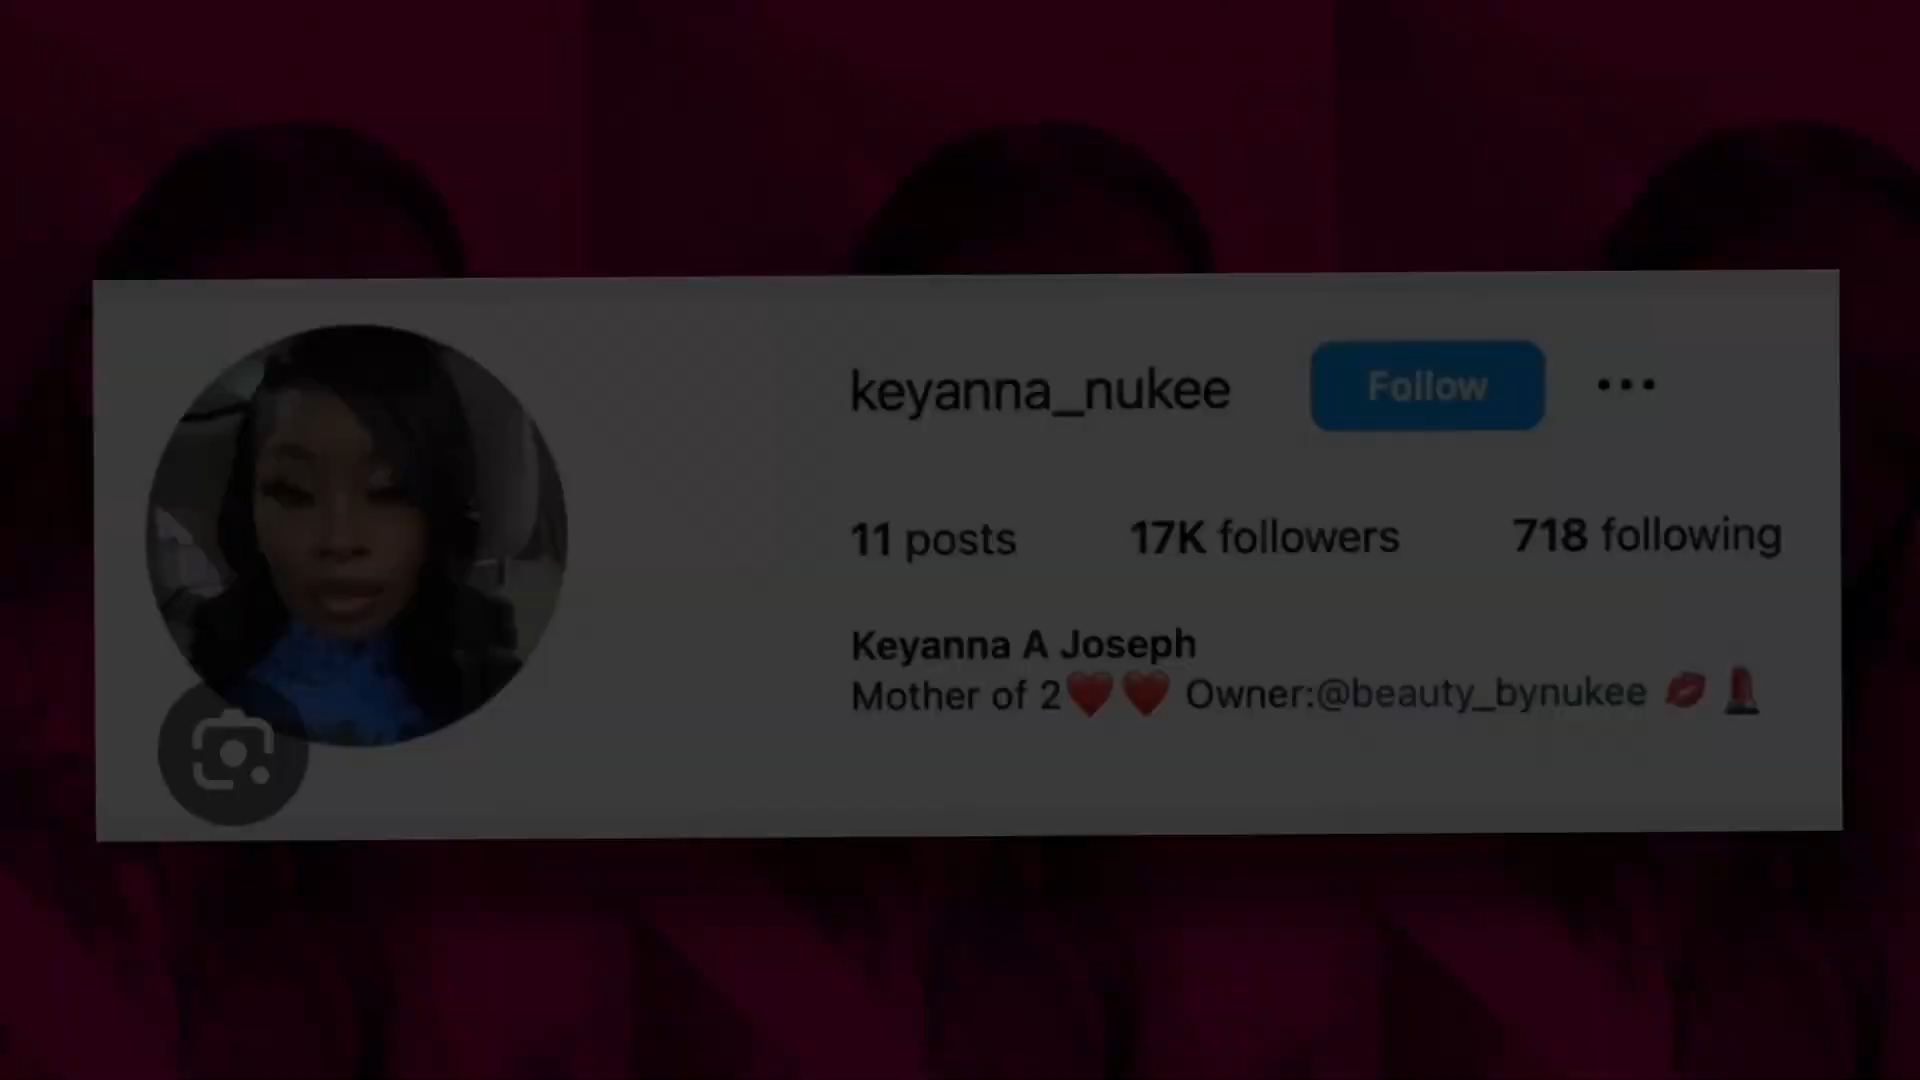 keyanna_nukee Follow
11 posts 17K followers 718 following
Keyanna A Joseph
Mother of 2❤️❤️ Owner:@beauty_bynukee 💋💄